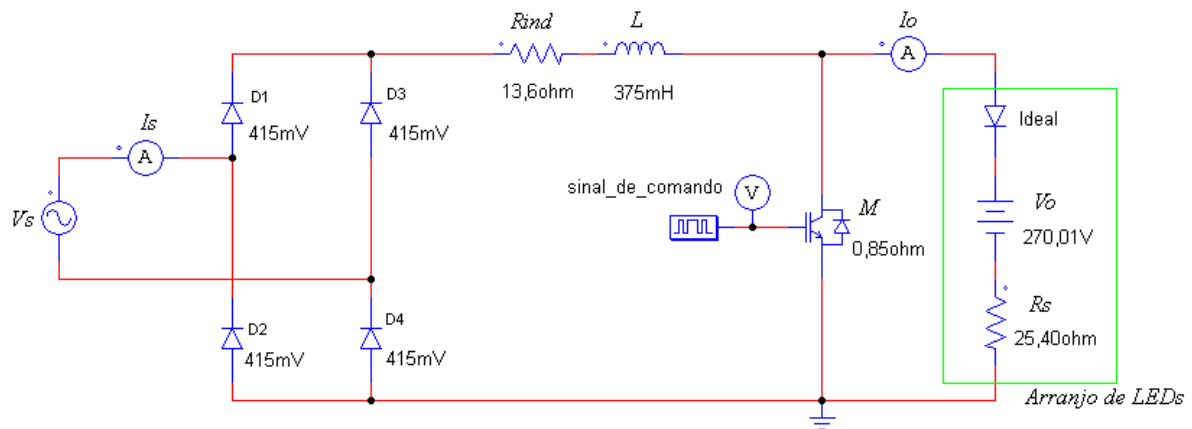 Rind
L
Io
13,6ohm
375mH
A
D1
D3
415mV
415mV
Is
A
Ideal
sinal_de_comando
V
M
Vs
Vo
0,85ohm
270,01V
D2
D4
Rs
415mV
415mV
25,40ohm
Arranjo de LEDs